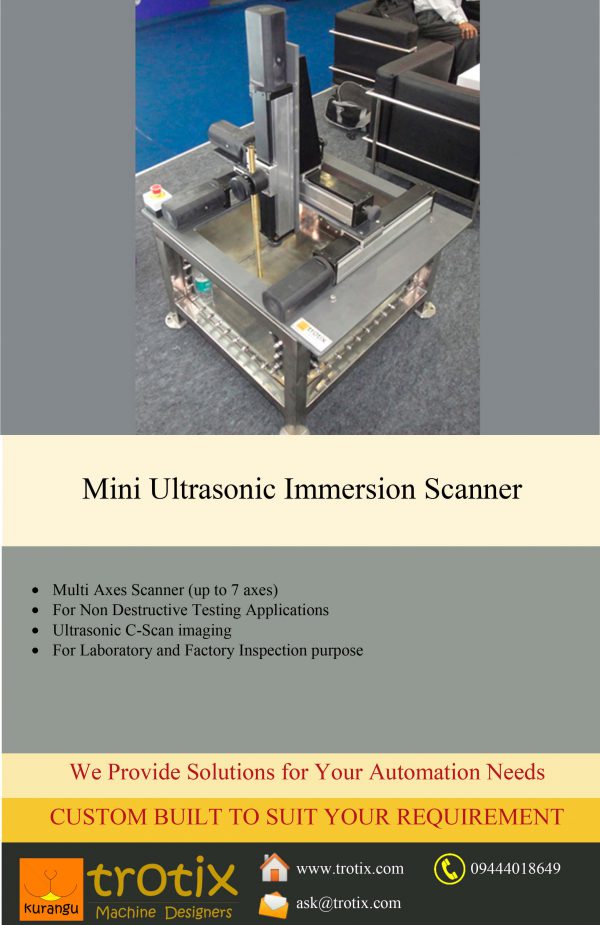 trotix
Mini Ultrasonic Immersion Scanner
• Multi Axes Scanner (up to 7 axes)
• For Non Destructive Testing Applications
• Ultrasonic C-Scan imaging
• For Laboratory and Factory Inspection purpose
We Provide Solutions for Your Automation Needs
CUSTOM BUILT TO SUIT YOUR REQUIREMENT
kurangu
trotix
Machine Designers
www.trotix.com
09444018649
ask@trotix.com